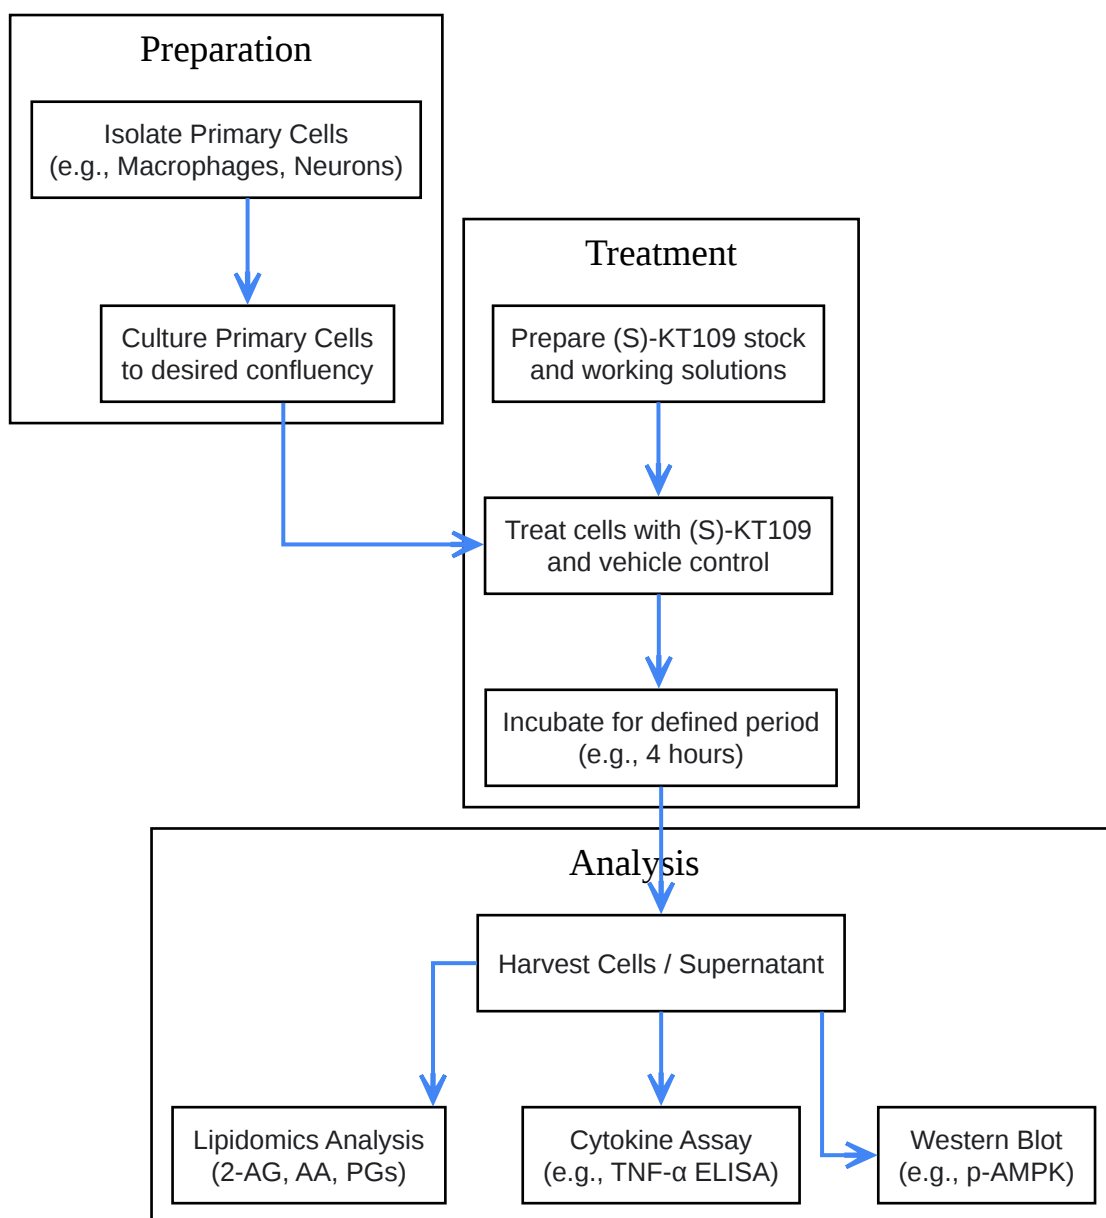 Preparation
Isolate Primary Cells
(e.g., Macrophages, Neurons)
Culture Primary Cells
to desired confluency
Treatment
Prepare (S)-KT109 stock
and working solutions
Treat cells with (S)-KT109
and vehicle control
Incubate for defined period
(e.g., 4 hours)
Analysis
Harvest Cells / Supernatant
Lipidomics Analysis
(2-AG, AA, PGs)
Cytokine Assay
(e.g., TNF-α ELISA)
Western Blot
(e.g., p-AMPK)